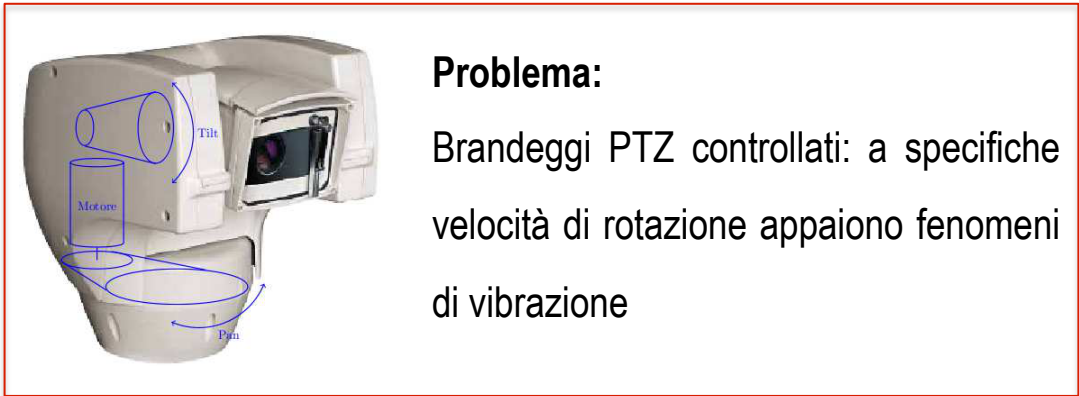 Problema:
Brandeggi PTZ controllati: a specifiche
velocità di rotazione appaiono fenomeni
di vibrazione
Tilt
Motore
Pan